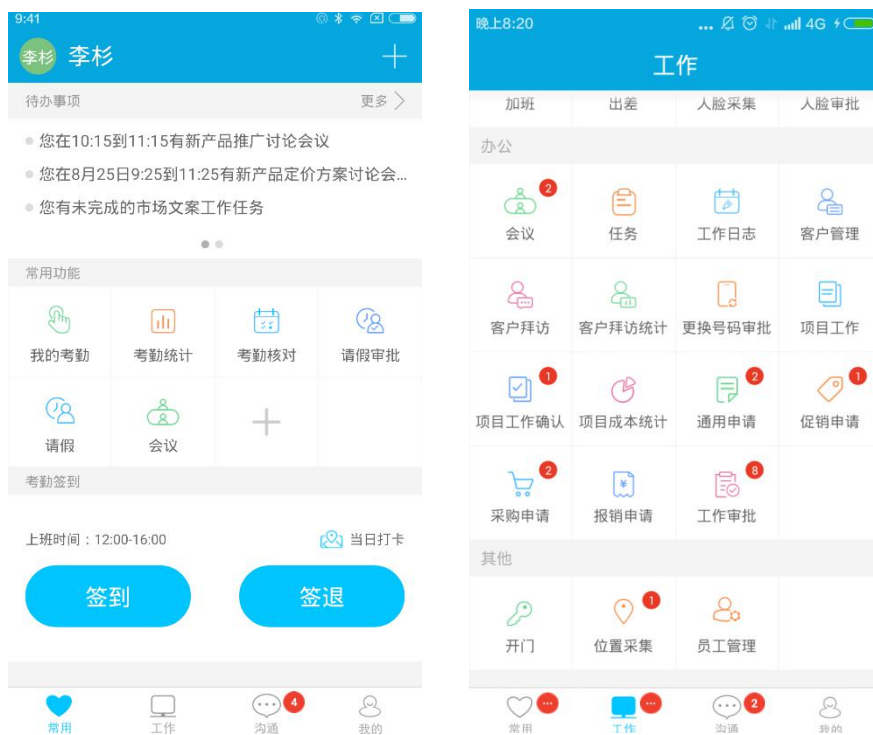 9:41
李杉 李杉
待办事项 更多
您在10:15到11:15有新产品推广讨论会议
您在8月25日9:25到11:25有新产品定价方案讨论会...
您有未完成的市场文案工作任务
常用功能
我的考勤 考勤统计 考勤核对 请假审批
请假 会议
考勤签到
上班时间：12:00-16:00 当日打卡
签到 签退
4
常用 工作 沟通 我的
晚上8:20 ... 4G
工作
加班 出差 人脸采集 人脸审批
办公
2
会议 任务 工作日志 客户管理
客户拜访 客户拜访统计 更换号码审批 项目工作
1 2 1
项目工作确认 项目成本统计 通用申请 促销申请
2 ¥ 8
采购申请 报销申请 工作审批
其他
1
开门 位置采集 员工管理
... ... 2
常用 工作 沟通 我的